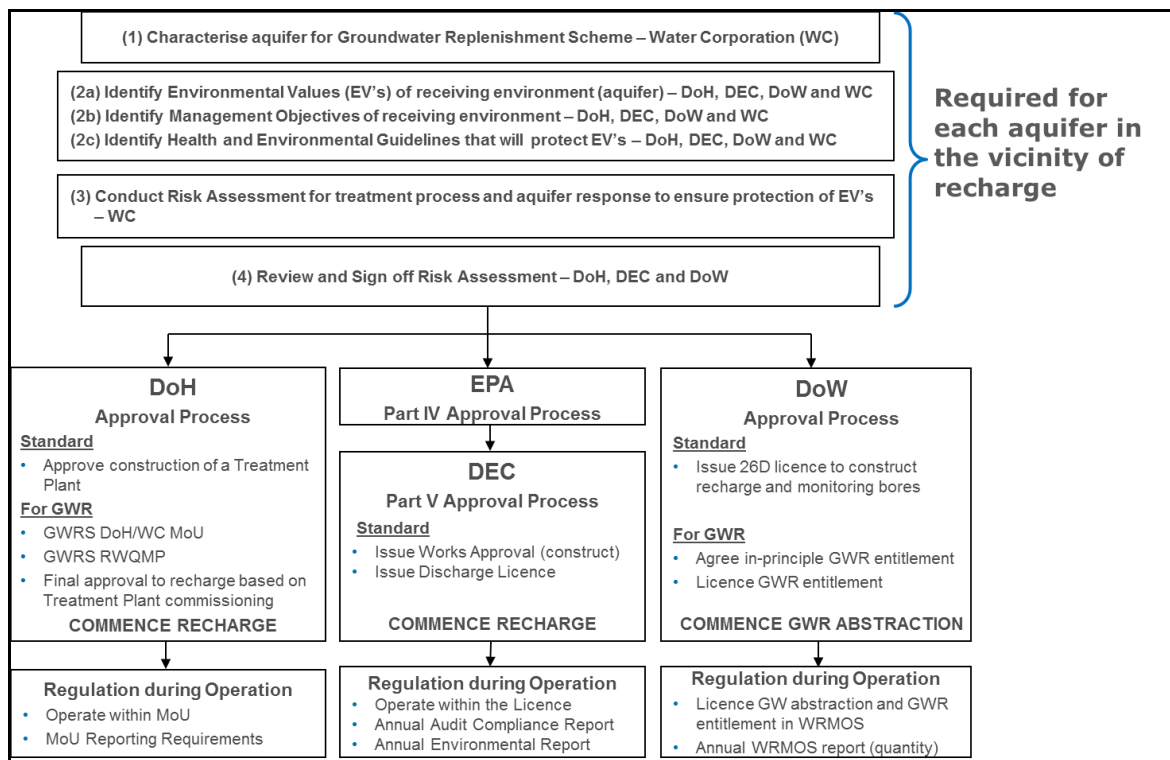 (1) Characterise aquifer for Groundwater Replenishment Scheme – Water Corporation (WC)
(2a) Identify Environmental Values (EV's) of receiving environment (aquifer) – DoH, DEC, DoW and WC
(2b) Identify Management Objectives of receiving environment – DoH, DEC, DoW and WC
(2c) Identify Health and Environmental Guidelines that will protect EV's – DoH, DEC, DoW and WC
(3) Conduct Risk Assessment for treatment process and aquifer response to ensure protection of EV's
– WC
(4) Review and Sign off Risk Assessment – DoH, DEC and DoW
Required for
each aquifer in
the vicinity of
recharge
DoH
Approval Process
Standard
• Approve construction of a Treatment
Plant
For GWR
• GWRS DoH/WC MoU
• GWRS RWQMP
• Final approval to recharge based on
Treatment Plant commissioning
COMMENCE RECHARGE
Regulation during Operation
• Operate within MoU
• MoU Reporting Requirements
EPA
Part IV Approval Process
DEC
Part V Approval Process
Standard
• Issue Works Approval (construct)
• Issue Discharge Licence
COMMENCE RECHARGE
Regulation during Operation
• Operate within the Licence
• Annual Audit Compliance Report
• Annual Environmental Report
DoW
Approval Process
Standard
• Issue 26D licence to construct
recharge and monitoring bores
For GWR
• Agree in-principle GWR entitlement
• Licence GWR entitlement
COMMENCE GWR ABSTRACTION
Regulation during Operation
• Licence GW abstraction and GWR
entitlement in WRMOS
• Annual WRMOS report (quantity)